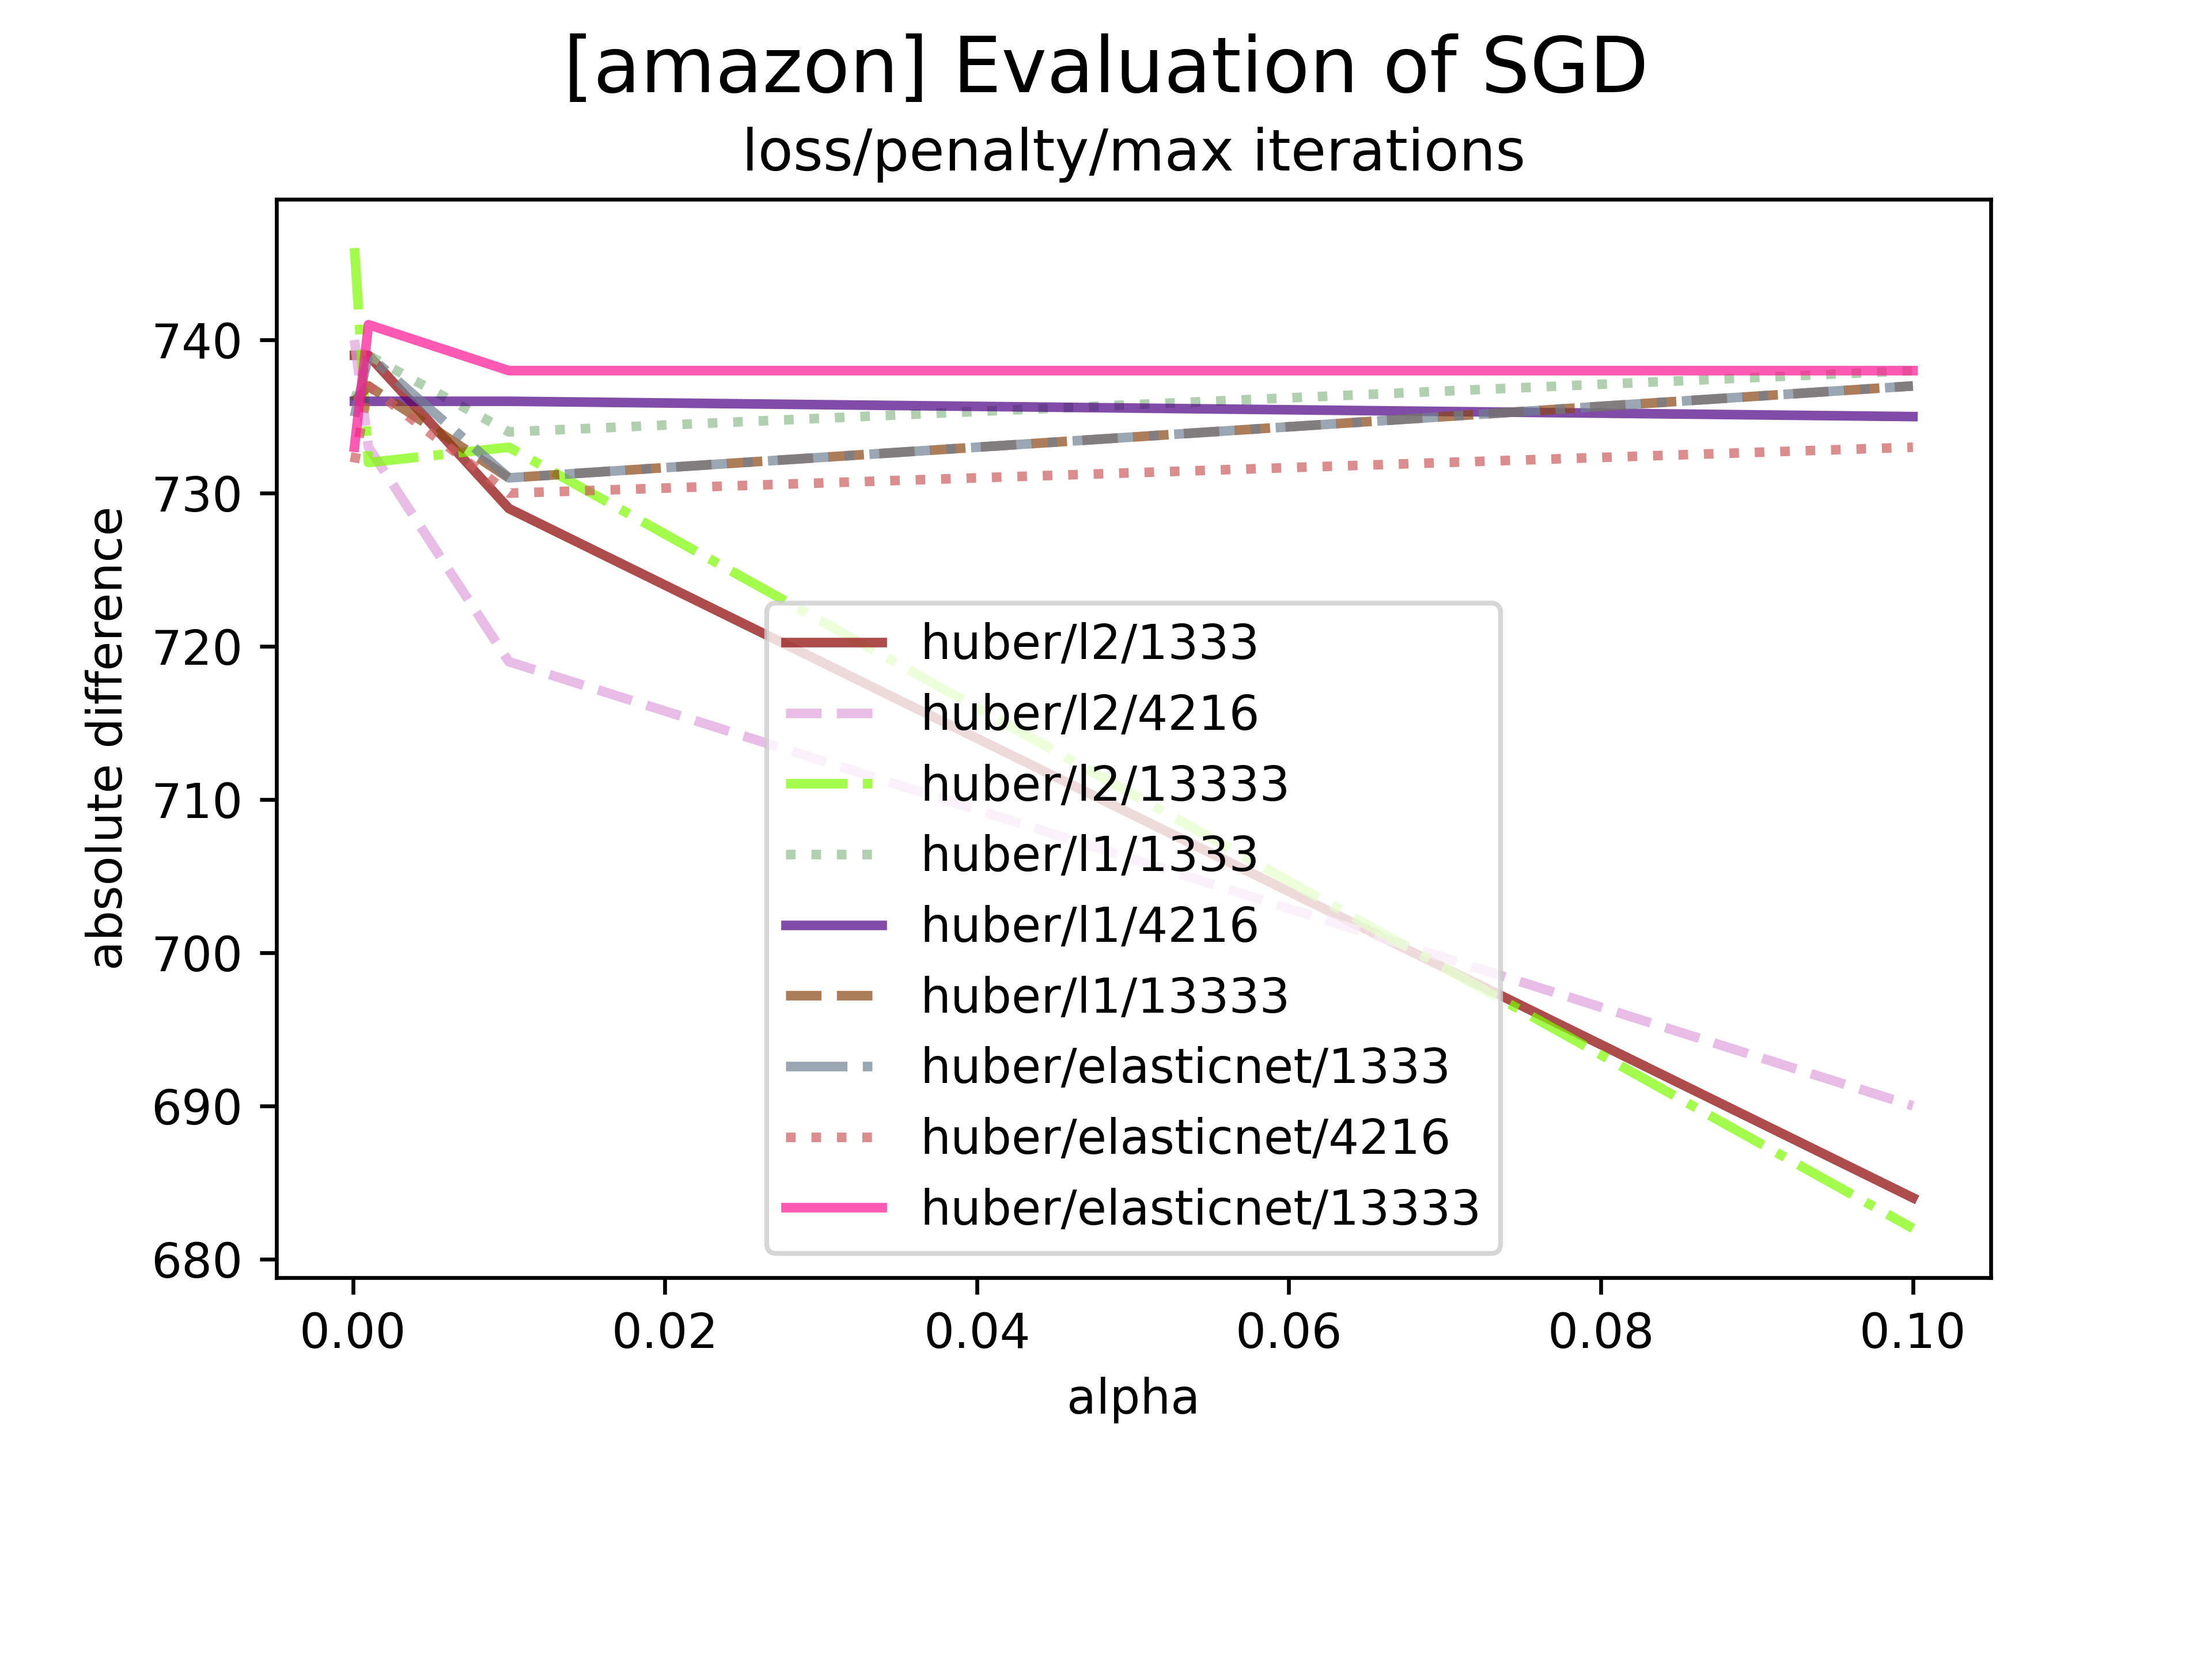 [amazon] Evaluation of SGD
loss/penalty/max iterations
740
730
720
710
700
690
680
absolute difference
huber/l2/1333
huber/l2/4216
huber/l2/13333
huber/l1/1333
huber/l1/4216
huber/l1/13333
huber/elasticnet/1333
huber/elasticnet/4216
huber/elasticnet/13333
0.00 0.02 0.04 0.06 0.08 0.10
alpha